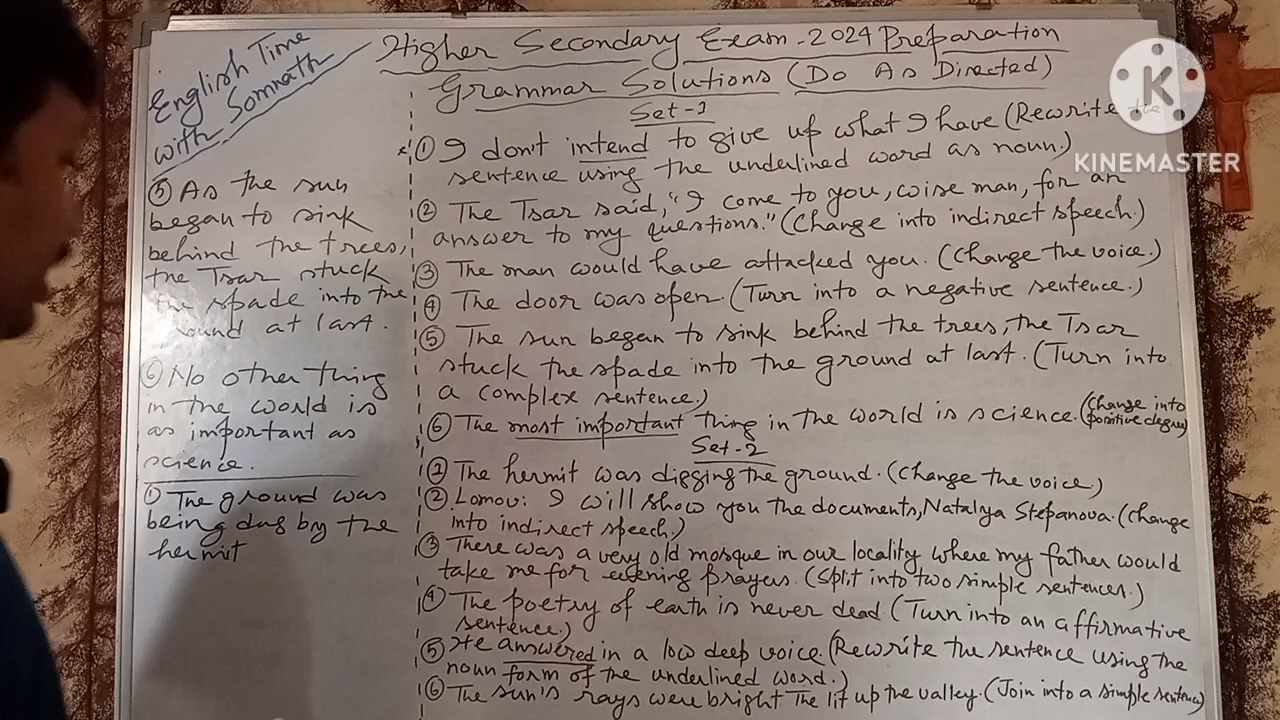 English Time
with Somnath
Higher Secondary Exam-2024 Preparation
Grammar Solutions (Do As Directed)
Set-1
① I don't intend to give up what I have (Rewrite the
sentence using the underlined word as noun.)
② The Tsar said, "I come to you, wise man, for an
answer to my questions." (Change into indirect speech.)
③ The man would have attacked you. (Change the voice.)
④ The door was open. (Turn into a negative sentence.)
⑤ The sun began to sink behind the trees, the Tsar
stuck the spade into the ground at last. (Turn into
a complex sentence.)
⑥ The most important thing in the world is science. (Change into
positive degree)
Set-2
① The hermit was digging the ground. (Change the voice)
② Lomov: I will show you the documents, Natalya Stepanova. (Change
into indirect speech.)
③ There was a very old mosque in our locality where my father would
take me for evening prayers. (Split into two simple sentences.)
④ The poetry of earth is never dead (Turn into an affirmative
sentence.)
⑤ He answered in a low deep voice. (Rewrite the sentence using the
noun form of the underlined word.)
⑥ The sun's rays were bright The lit up the valley. (Join into a simple sentence)
⑤ As the sun
began to sink
behind the trees,
the Tsar stuck
the spade into the
ound at last.
⑥ No other thing
in the world is
as important as
science.
① The ground was
being dug by the
hermit
K
KINEMASTER